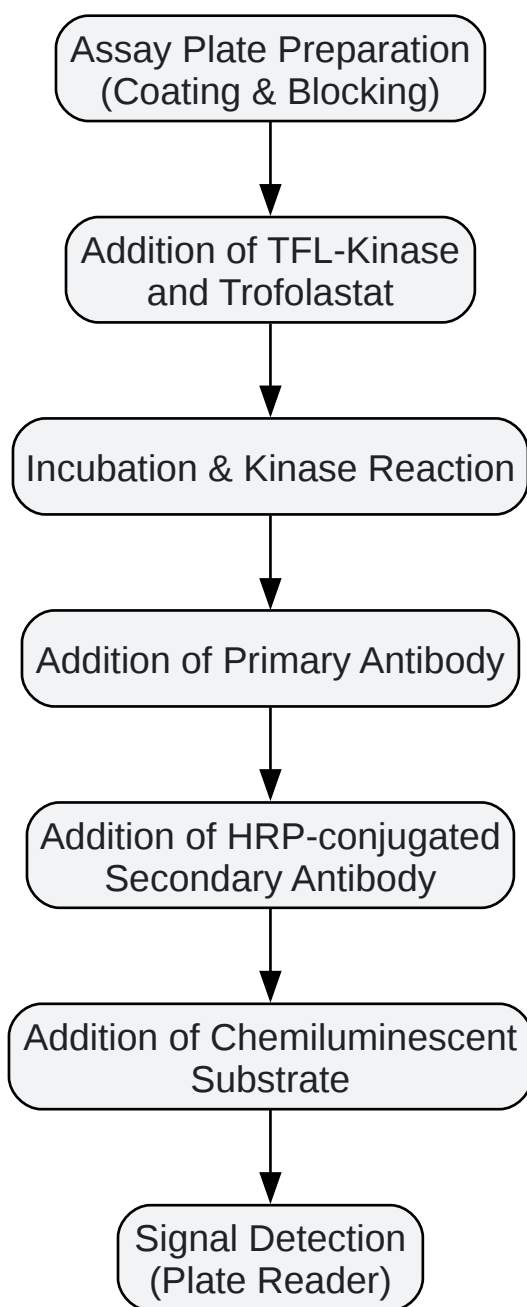 Assay Plate Preparation
(Coating & Blocking)
Addition of TFL-Kinase
and Trofolastat
Incubation & Kinase Reaction
Addition of Primary Antibody
Addition of HRP-conjugated
Secondary Antibody
Addition of Chemiluminescent
Substrate
Signal Detection
(Plate Reader)